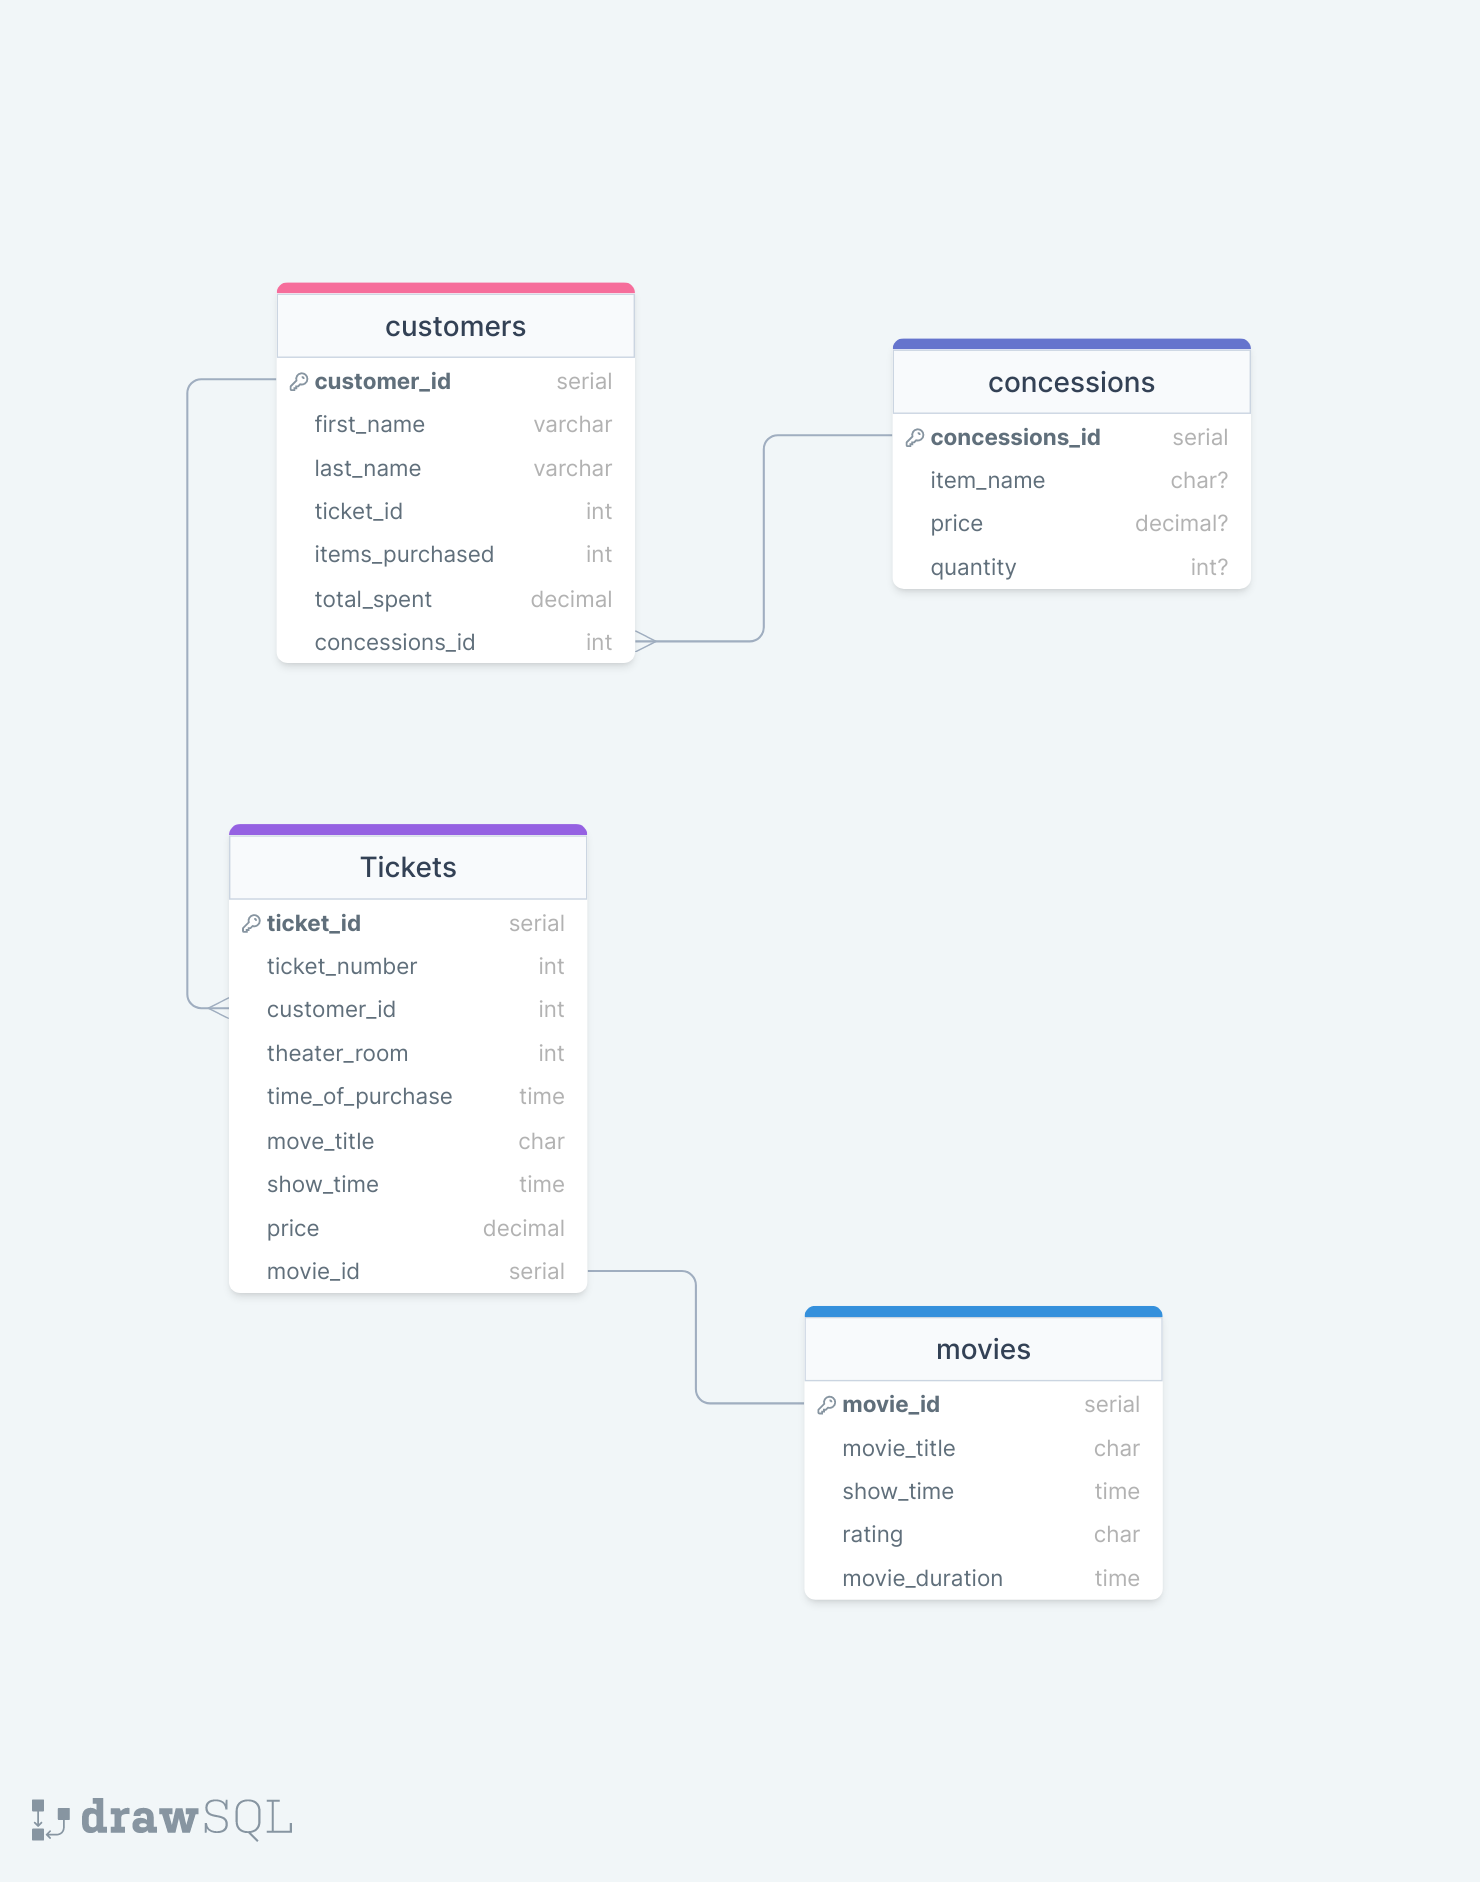 customers
customer_id serial
first_name varchar
last_name varchar
ticket_id int
items_purchased int
total_spent decimal
concessions_id int
concessions
concessions_id serial
item_name char?
price decimal?
quantity int?
Tickets
ticket_id serial
ticket_number int
customer_id int
theater_room int
time_of_purchase time
move_title char
show_time time
price decimal
movie_id serial
movies
movie_id serial
movie_title char
show_time time
rating char
movie_duration time
drawSQL